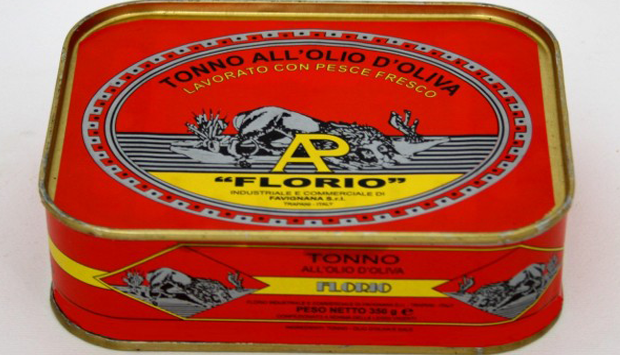 TONNO ALL'OLIO D'OLIVA
LAVORATO CON PESCE FRESCO
AP
"FLORIO"
INDUSTRIALE E COMMERCIALE DI
FAVIGNANA S.r.l.
TRAPANI - ITALY
TONNO
ALL'OLIO D'OLIVA
FLORIO
PESO NETTO 350 g. e